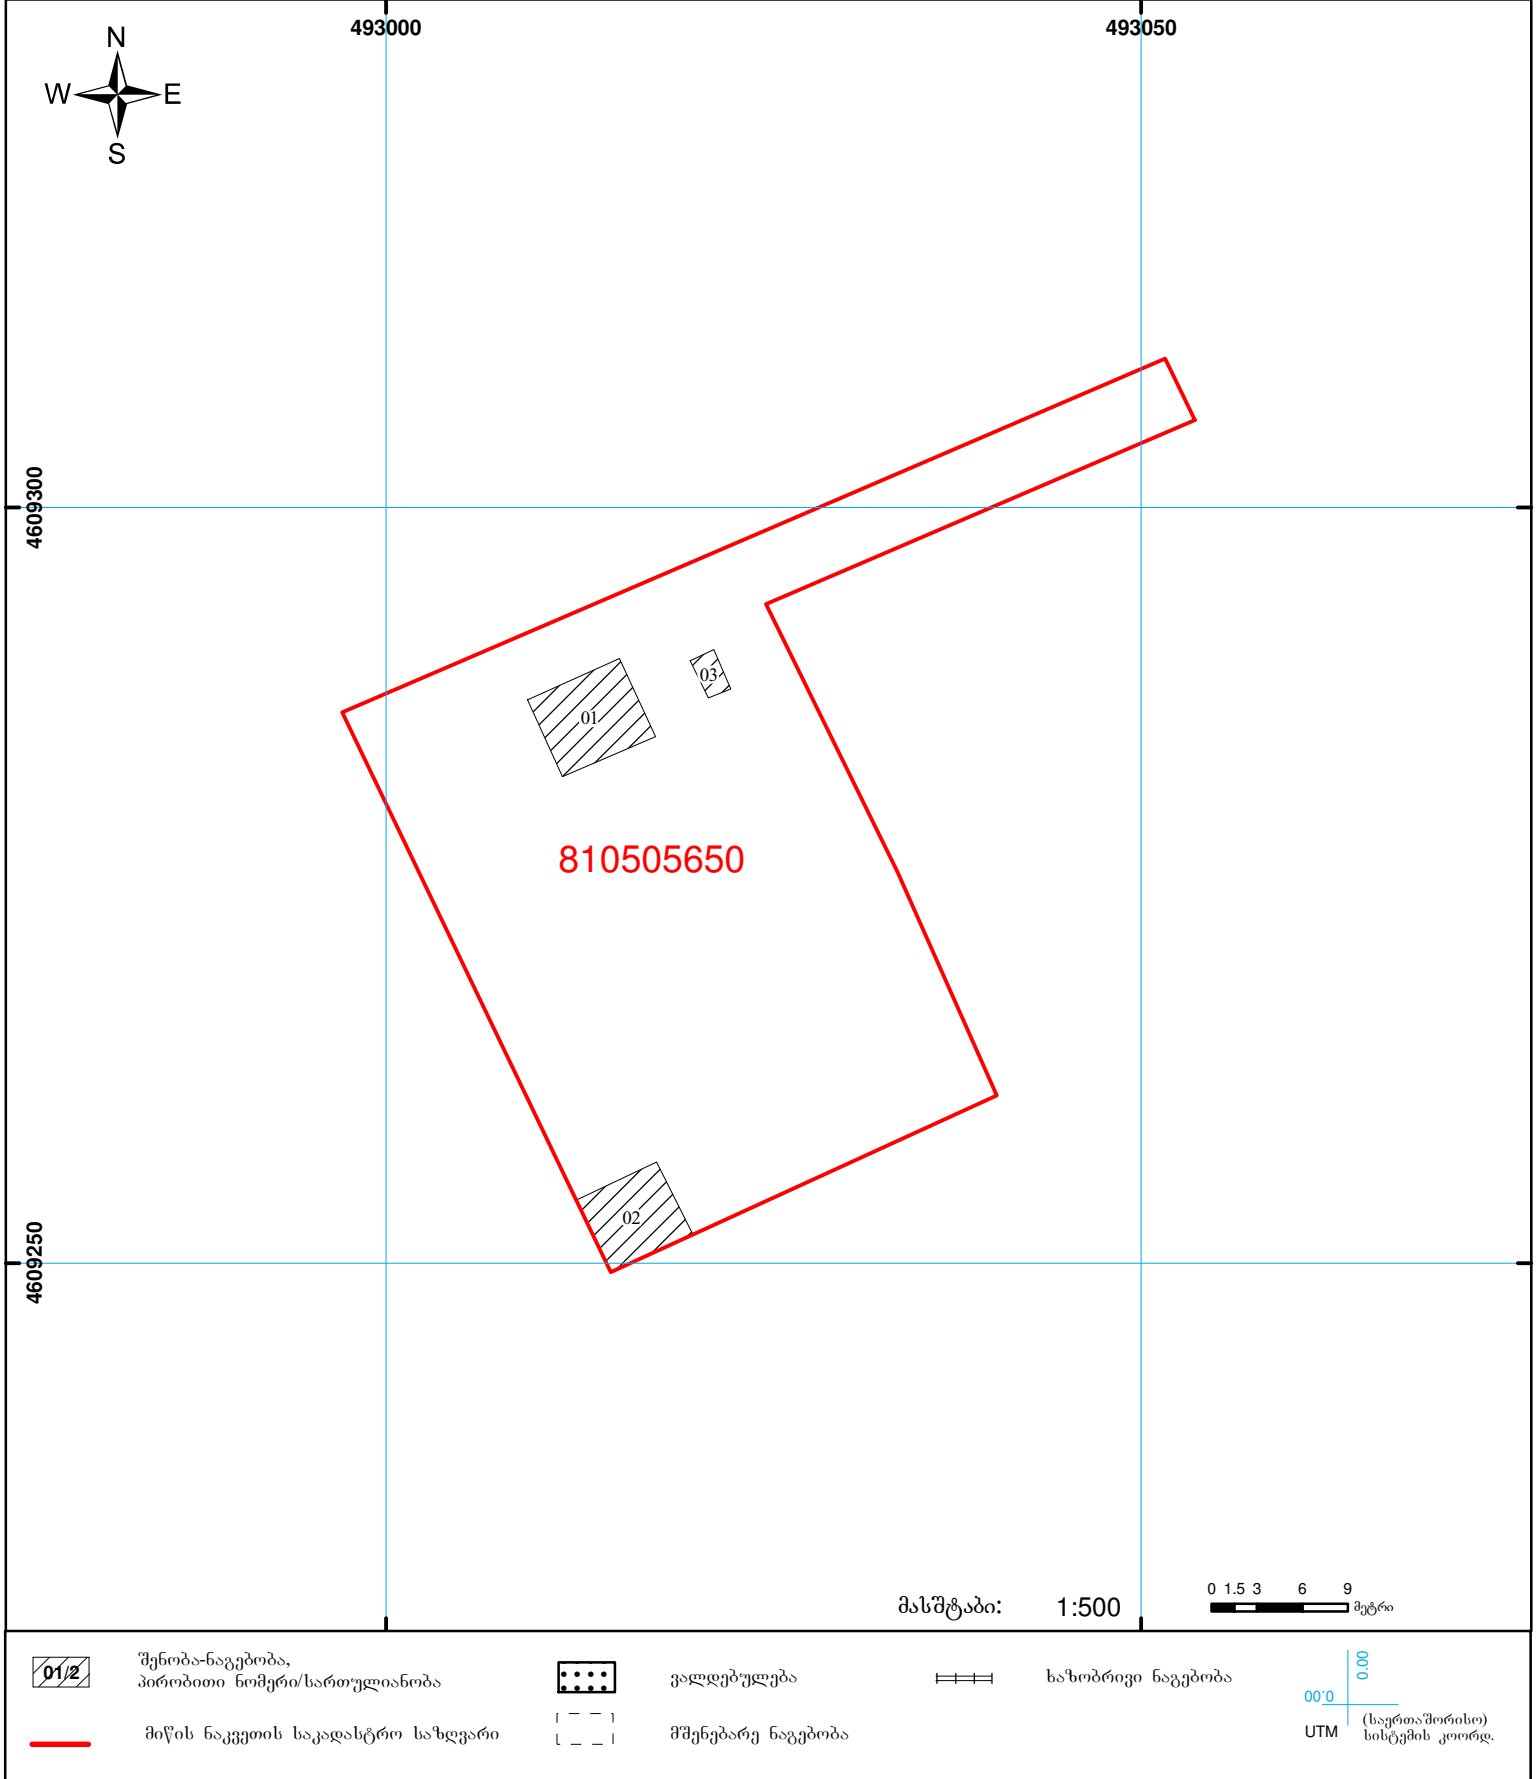 493000
493050
N
W
E
S
4609300
03
01
810505650
4609250
02
მასშტაბი: 1:500
0 1.5 3 6 9
მეტრი
01/2
შენობა-ნაგებობა,
პირობითი ნომერი/სართულიანობა
ვალდებულება
ხაზობრივი ნაგებობა
00'0
00'0
მიწის ნაკვეთის საკადასტრო საზღვარი
მშენებარე ნაგებობა
UTM
(საერთაშორისო)
სისტემის კოორდ.